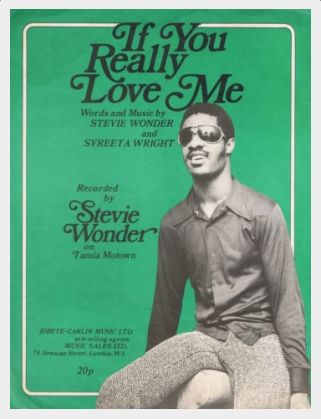 If You
Really
Love Me
Words and Music by
STEVIE WONDER
and
SYREETA WRIGHT
Recorded
by
Stevie
Wonder
on
Tamla Motown
JOBETE-CARLIN MUSIC LTD
sole selling agents
MUSIC SALES LTD.
78 Newman Street, London, W.1
20p